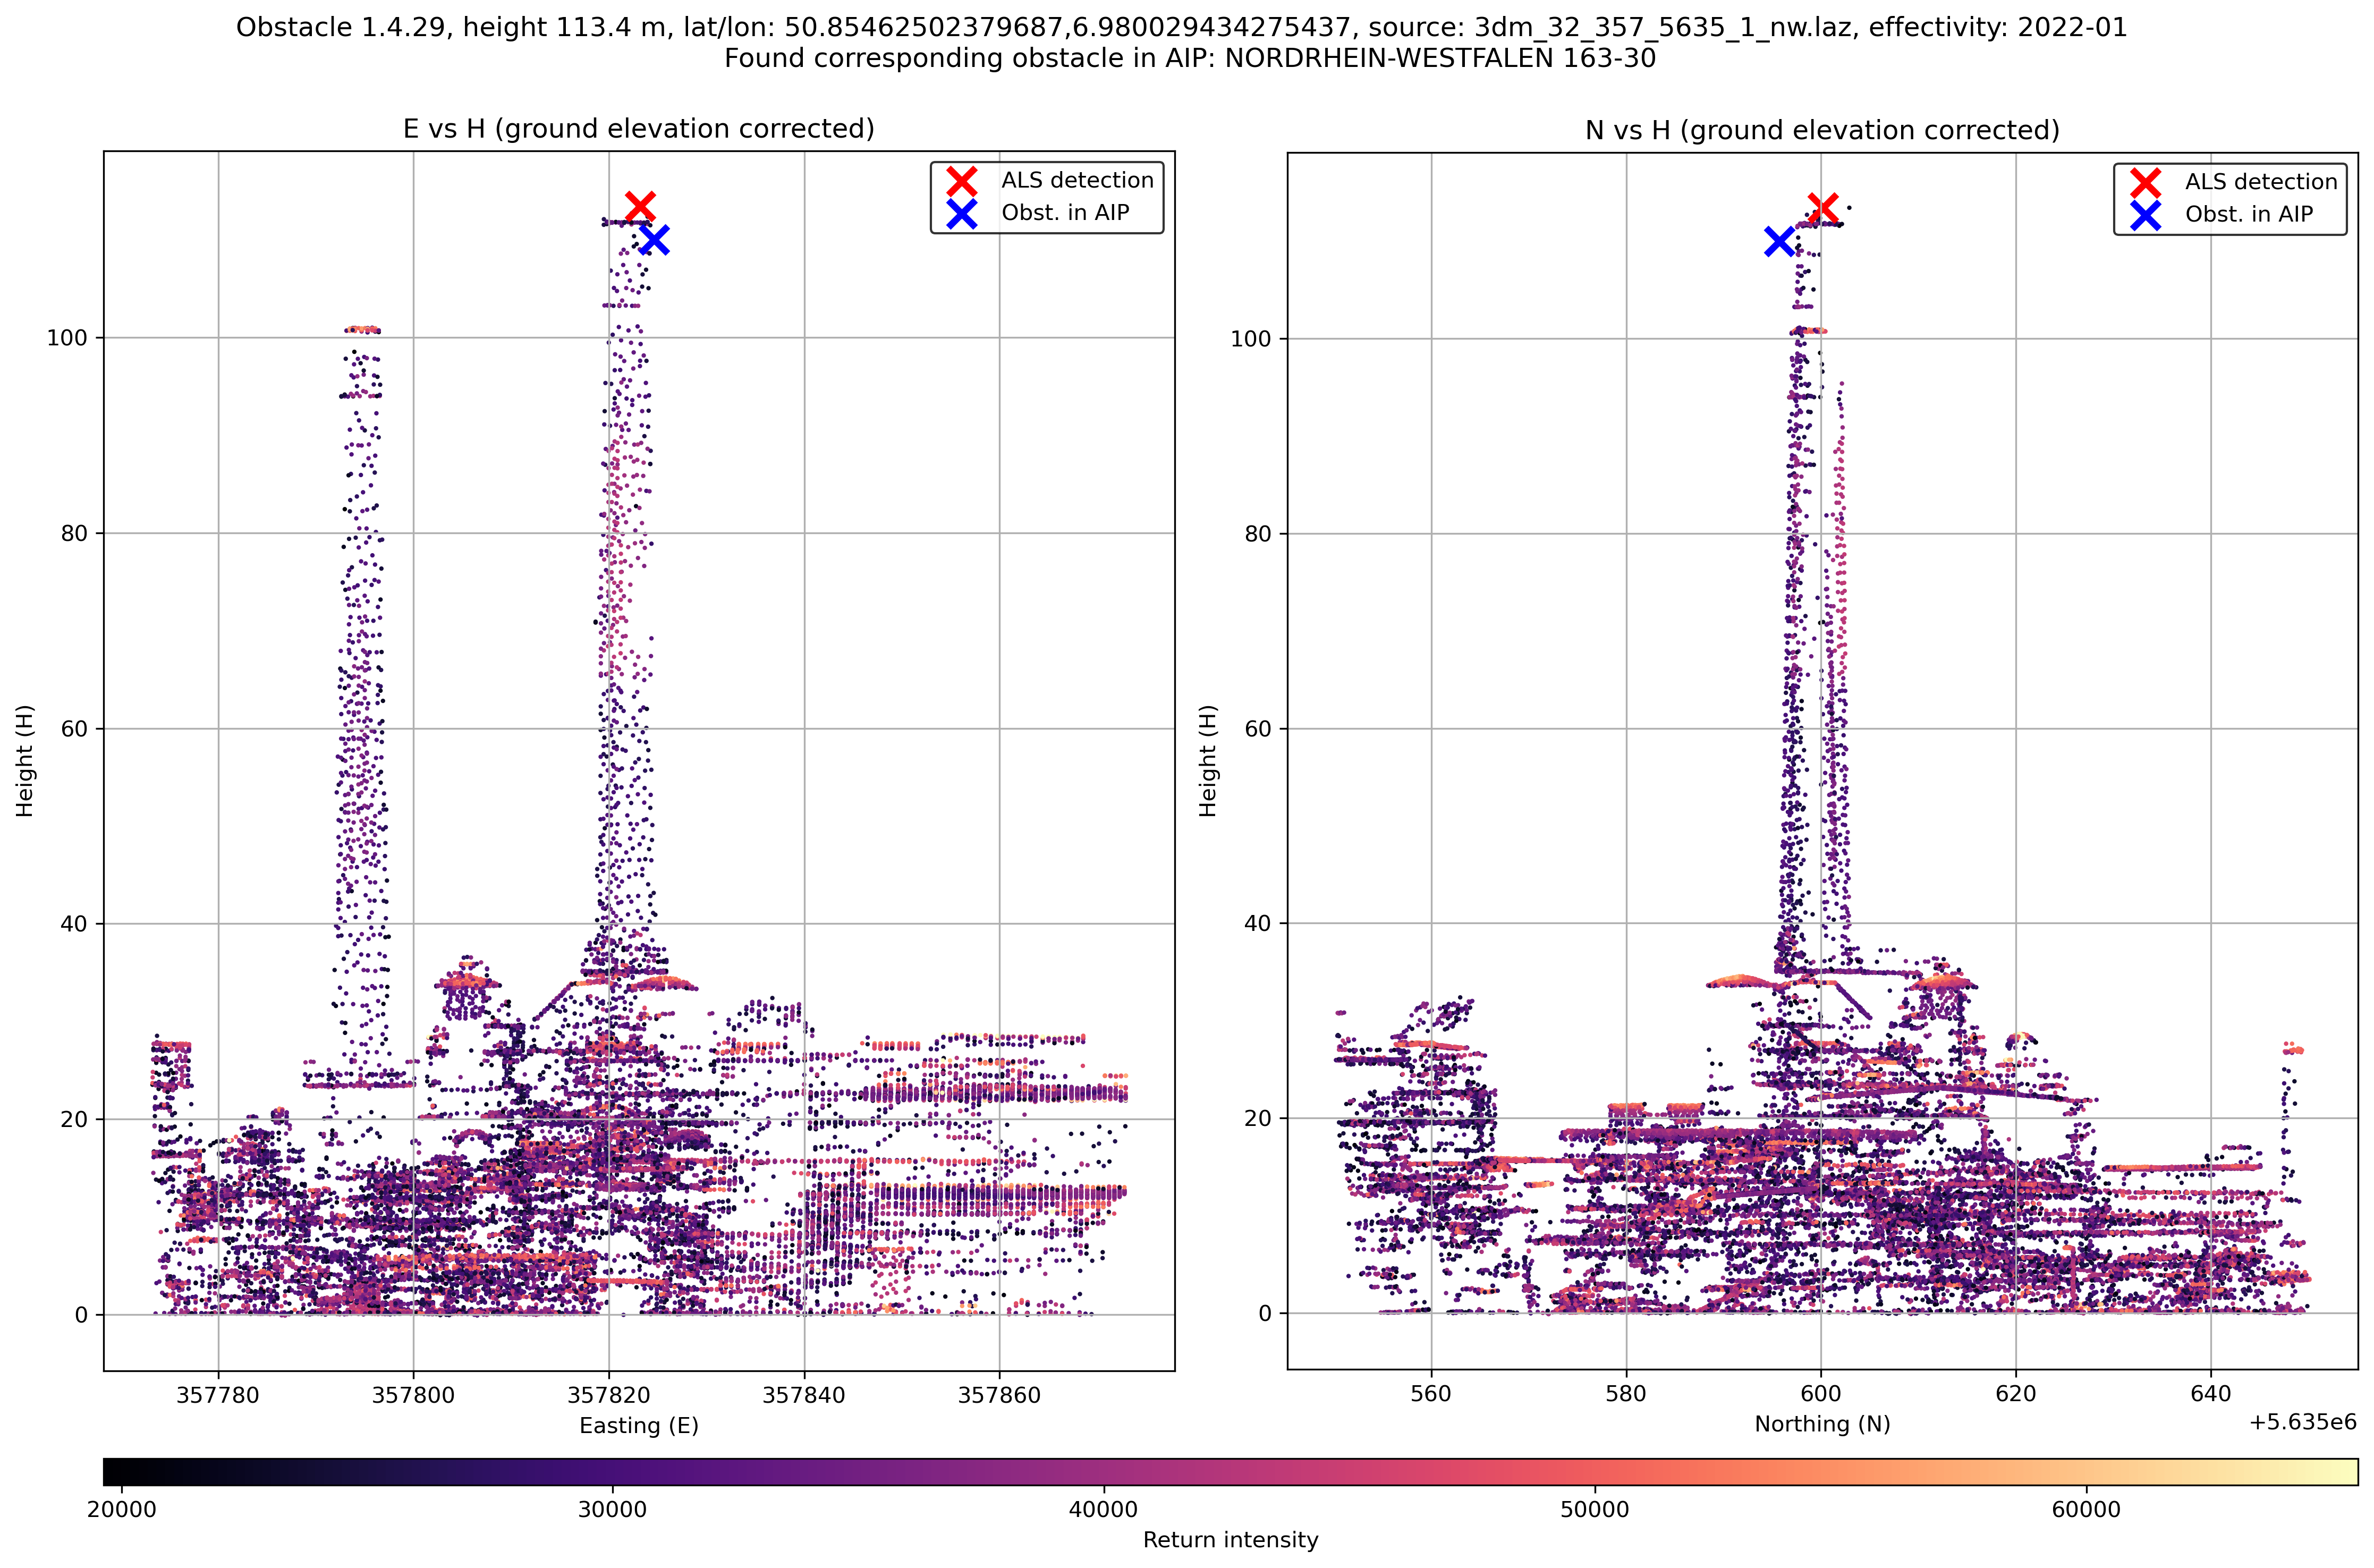 Obstacle 1.4.29, height 113.4 m, lat/lon: 50.85462502379687,6.980029434275437, source: 3dm_32_357_5635_1_nw.laz, effectivity: 2022-01
Found corresponding obstacle in AIP: NORDRHEIN-WESTFALEN 163-30
E vs H (ground elevation corrected)
ALS detection
Obst. in AIP
100
80
60
40
20
0
Height (H)
357780 357800 357820 357840 357860
Easting (E)
N vs H (ground elevation corrected)
ALS detection
Obst. in AIP
100
80
60
40
20
0
Height (H)
560 580 600 620 640
+5.635e6
Northing (N)
20000 30000 40000 50000 60000
Return intensity